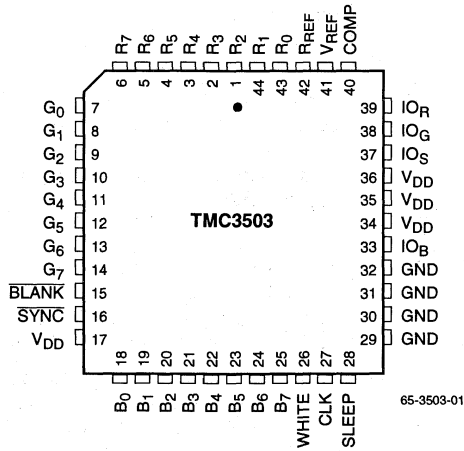 R7 R6 R5 R4 R3 R2 R1 R0 RREF VREF COMP
6 5 4 3 2 1 44 43 42 41 40
G0 7 39 IOR
G1 8 38 IOG
G2 9 37 IOS
G3 10 36 VDD
G4 11 35 VDD
G5 12 34 VDD
G6 13 33 IOB
G7 14 32 GND
BLANK 15 31 GND
SYNC 16 30 GND
VDD 17 29 GND
TMC3503
18 19 20 21 22 23 24 25 26 27 28
B0 B1 B2 B3 B4 B5 B6 B7 WHITE CLK SLEEP
65-3503-01